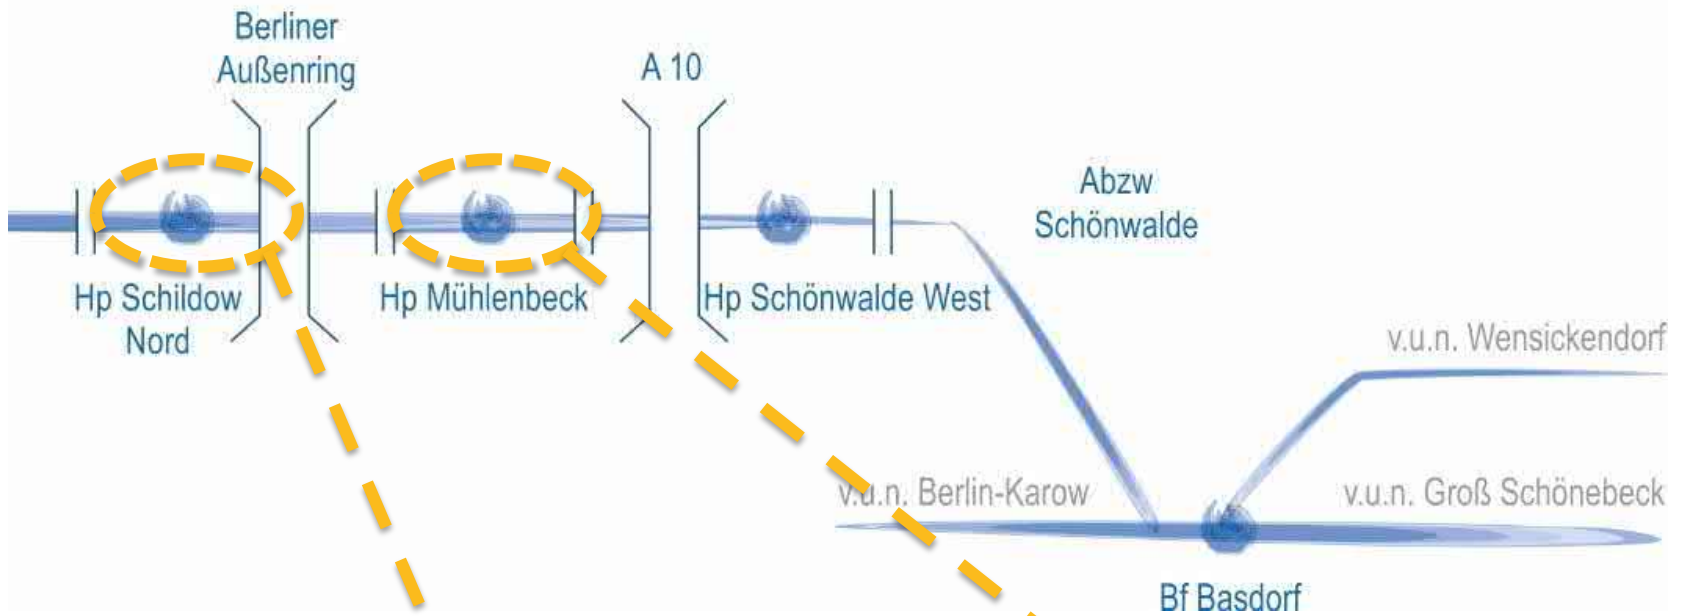 Berliner
Außenring
A 10
Abzw
Schönwalde
Hp Schildow
Nord
Hp Mühlenbeck
Hp Schönwalde West
v.u.n. Wensickendorf
v.u.n. Berlin-Karow
v.u.n. Groß Schönebeck
Bf Basdorf